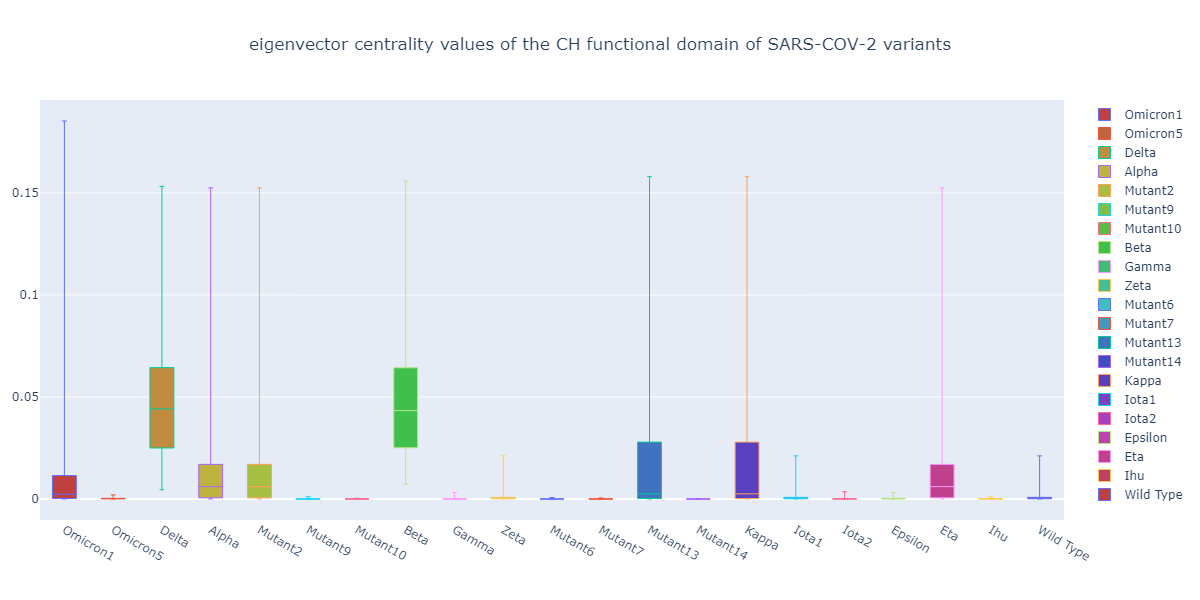 eigenvector centrality values of the CH functional domain of SARS-COV-2 variants
0.15
0.1
0.05
0
Omicron1
Omicron5
Delta
Alpha
Mutant2
Mutant9
Mutant10
Beta
Gamma
Zeta
Mutant6
Mutant7
Mutant13
Mutant14
Kappa
Iota1
Iota2
Epsilon
Eta
Ihu
Wild Type
Omicron1
Omicron5
Delta
Alpha
Mutant2
Mutant9
Mutant10
Beta
Gamma
Zeta
Mutant6
Mutant7
Mutant13
Mutant14
Kappa
Iota1
Iota2
Epsilon
Eta
Ihu
Wild Type